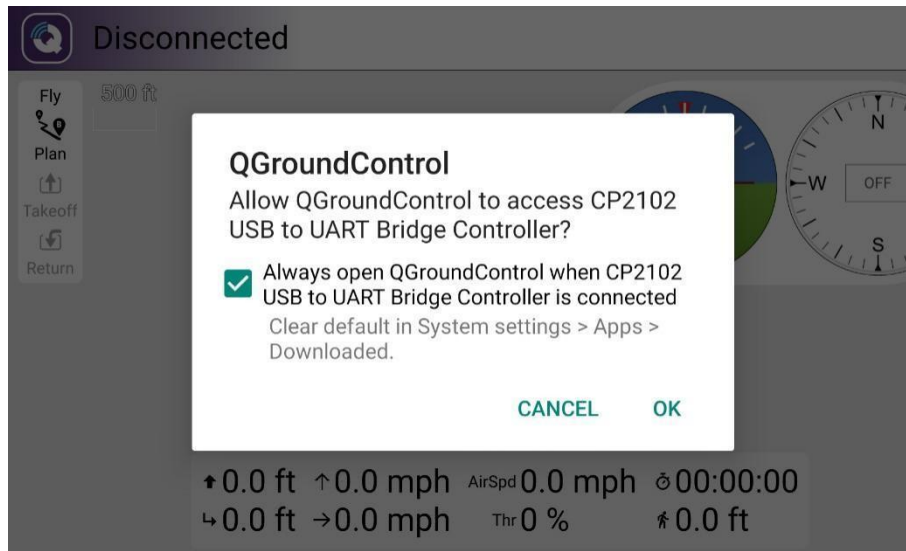 Disconnected
Fly
500 ft
Plan
Takeoff
Return
QGroundControl
Allow QGroundControl to access CP2102
USB to UART Bridge Controller?
Always open QGroundControl when CP2102
USB to UART Bridge Controller is connected
Clear default in System settings > Apps >
Downloaded.
CANCEL OK
N
W OFF
S
0.0 ft 0.0 mph AirSpd 0.0 mph 00:00:00
0.0 ft 0.0 mph Thr 0 % 0.0 ft